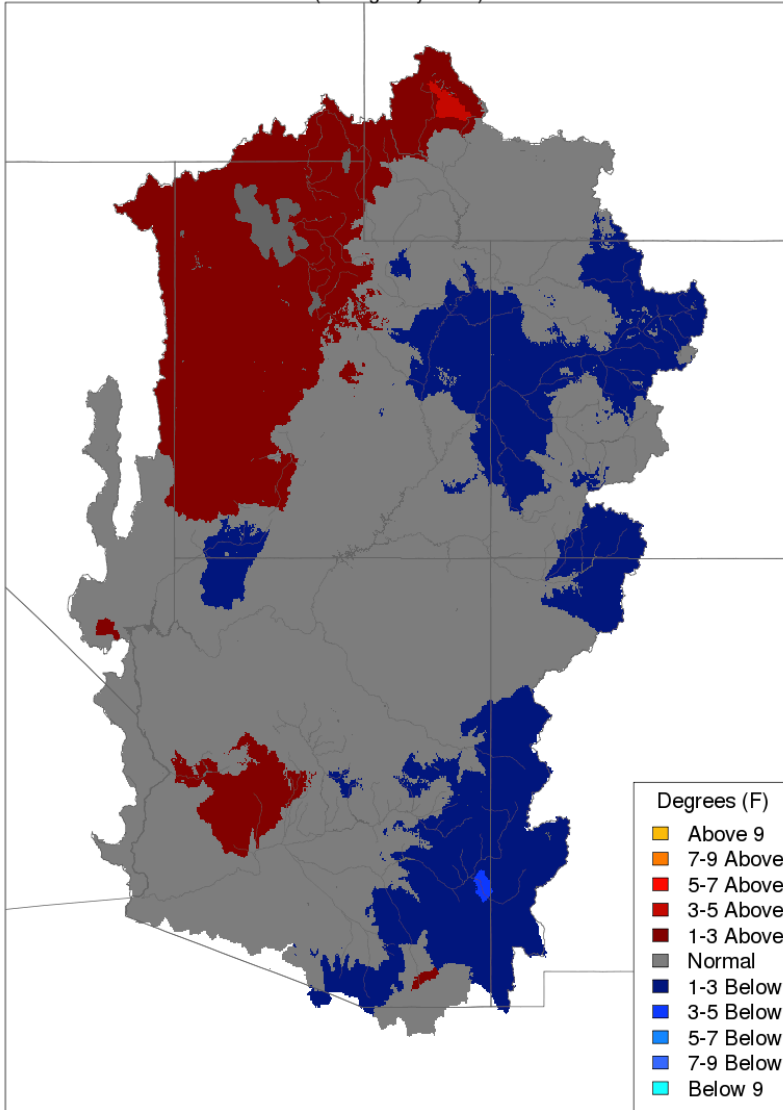 Degrees (F)
Above 9
7-9 Above
5-7 Above
3-5 Above
1-3 Above
Normal
1-3 Below
3-5 Below
5-7 Below
7-9 Below
Below 9